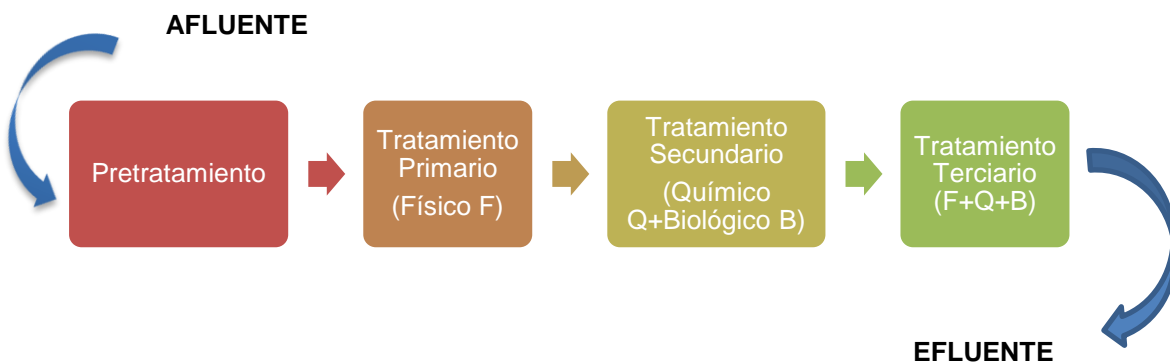 AFLUENTE
Pretratamiento
Tratamiento
Primario
(Físico F)
Tratamiento
Secundario
(Químico
Q+Biológico B)
Tratamiento
Terciario
(F+Q+B)
EFLUENTE